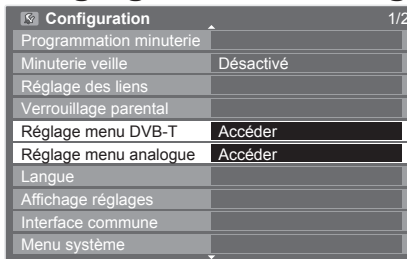 Configuration 1/2
Programmation minuterie
Minuterie veille Désactivé
Réglage des liens
Verrouillage parental
Réglage menu DVB-T Accéder
Réglage menu analogue Accéder
Langue
Affichage réglages
Interface commune
Menu système